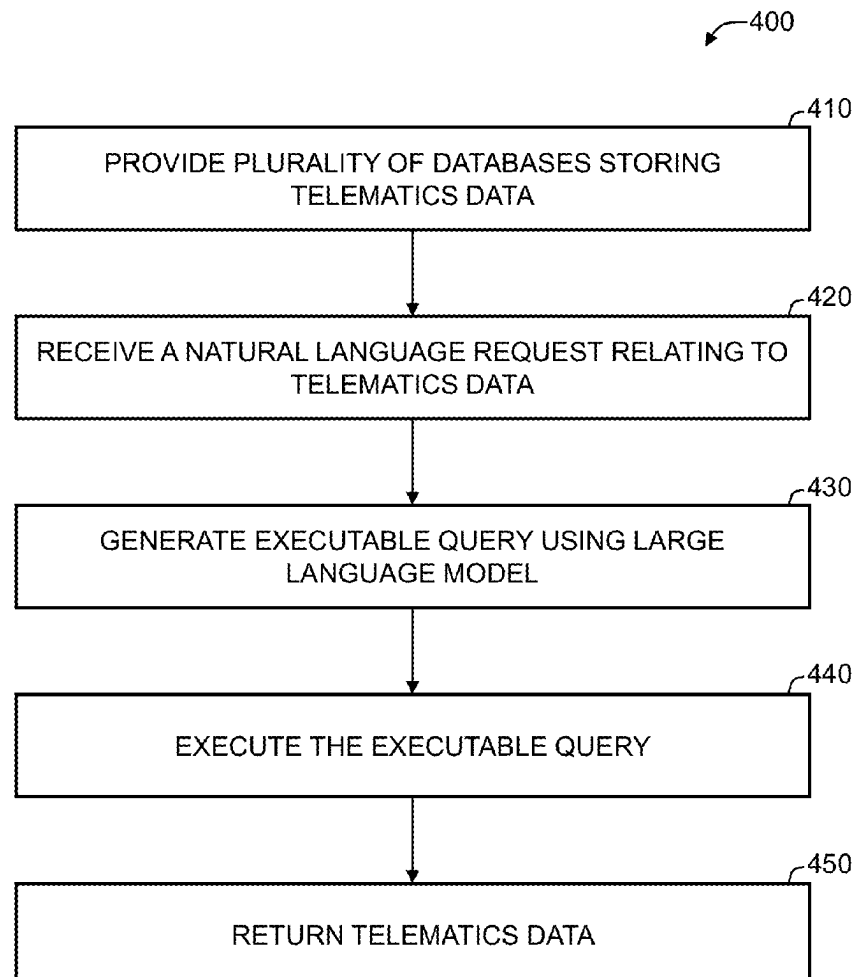 400
410
PROVIDE PLURALITY OF DATABASES STORING
TELEMATICS DATA
420
RECEIVE A NATURAL LANGUAGE REQUEST RELATING TO
TELEMATICS DATA
430
GENERATE EXECUTABLE QUERY USING LARGE
LANGUAGE MODEL
440
EXECUTE THE EXECUTABLE QUERY
450
RETURN TELEMATICS DATA